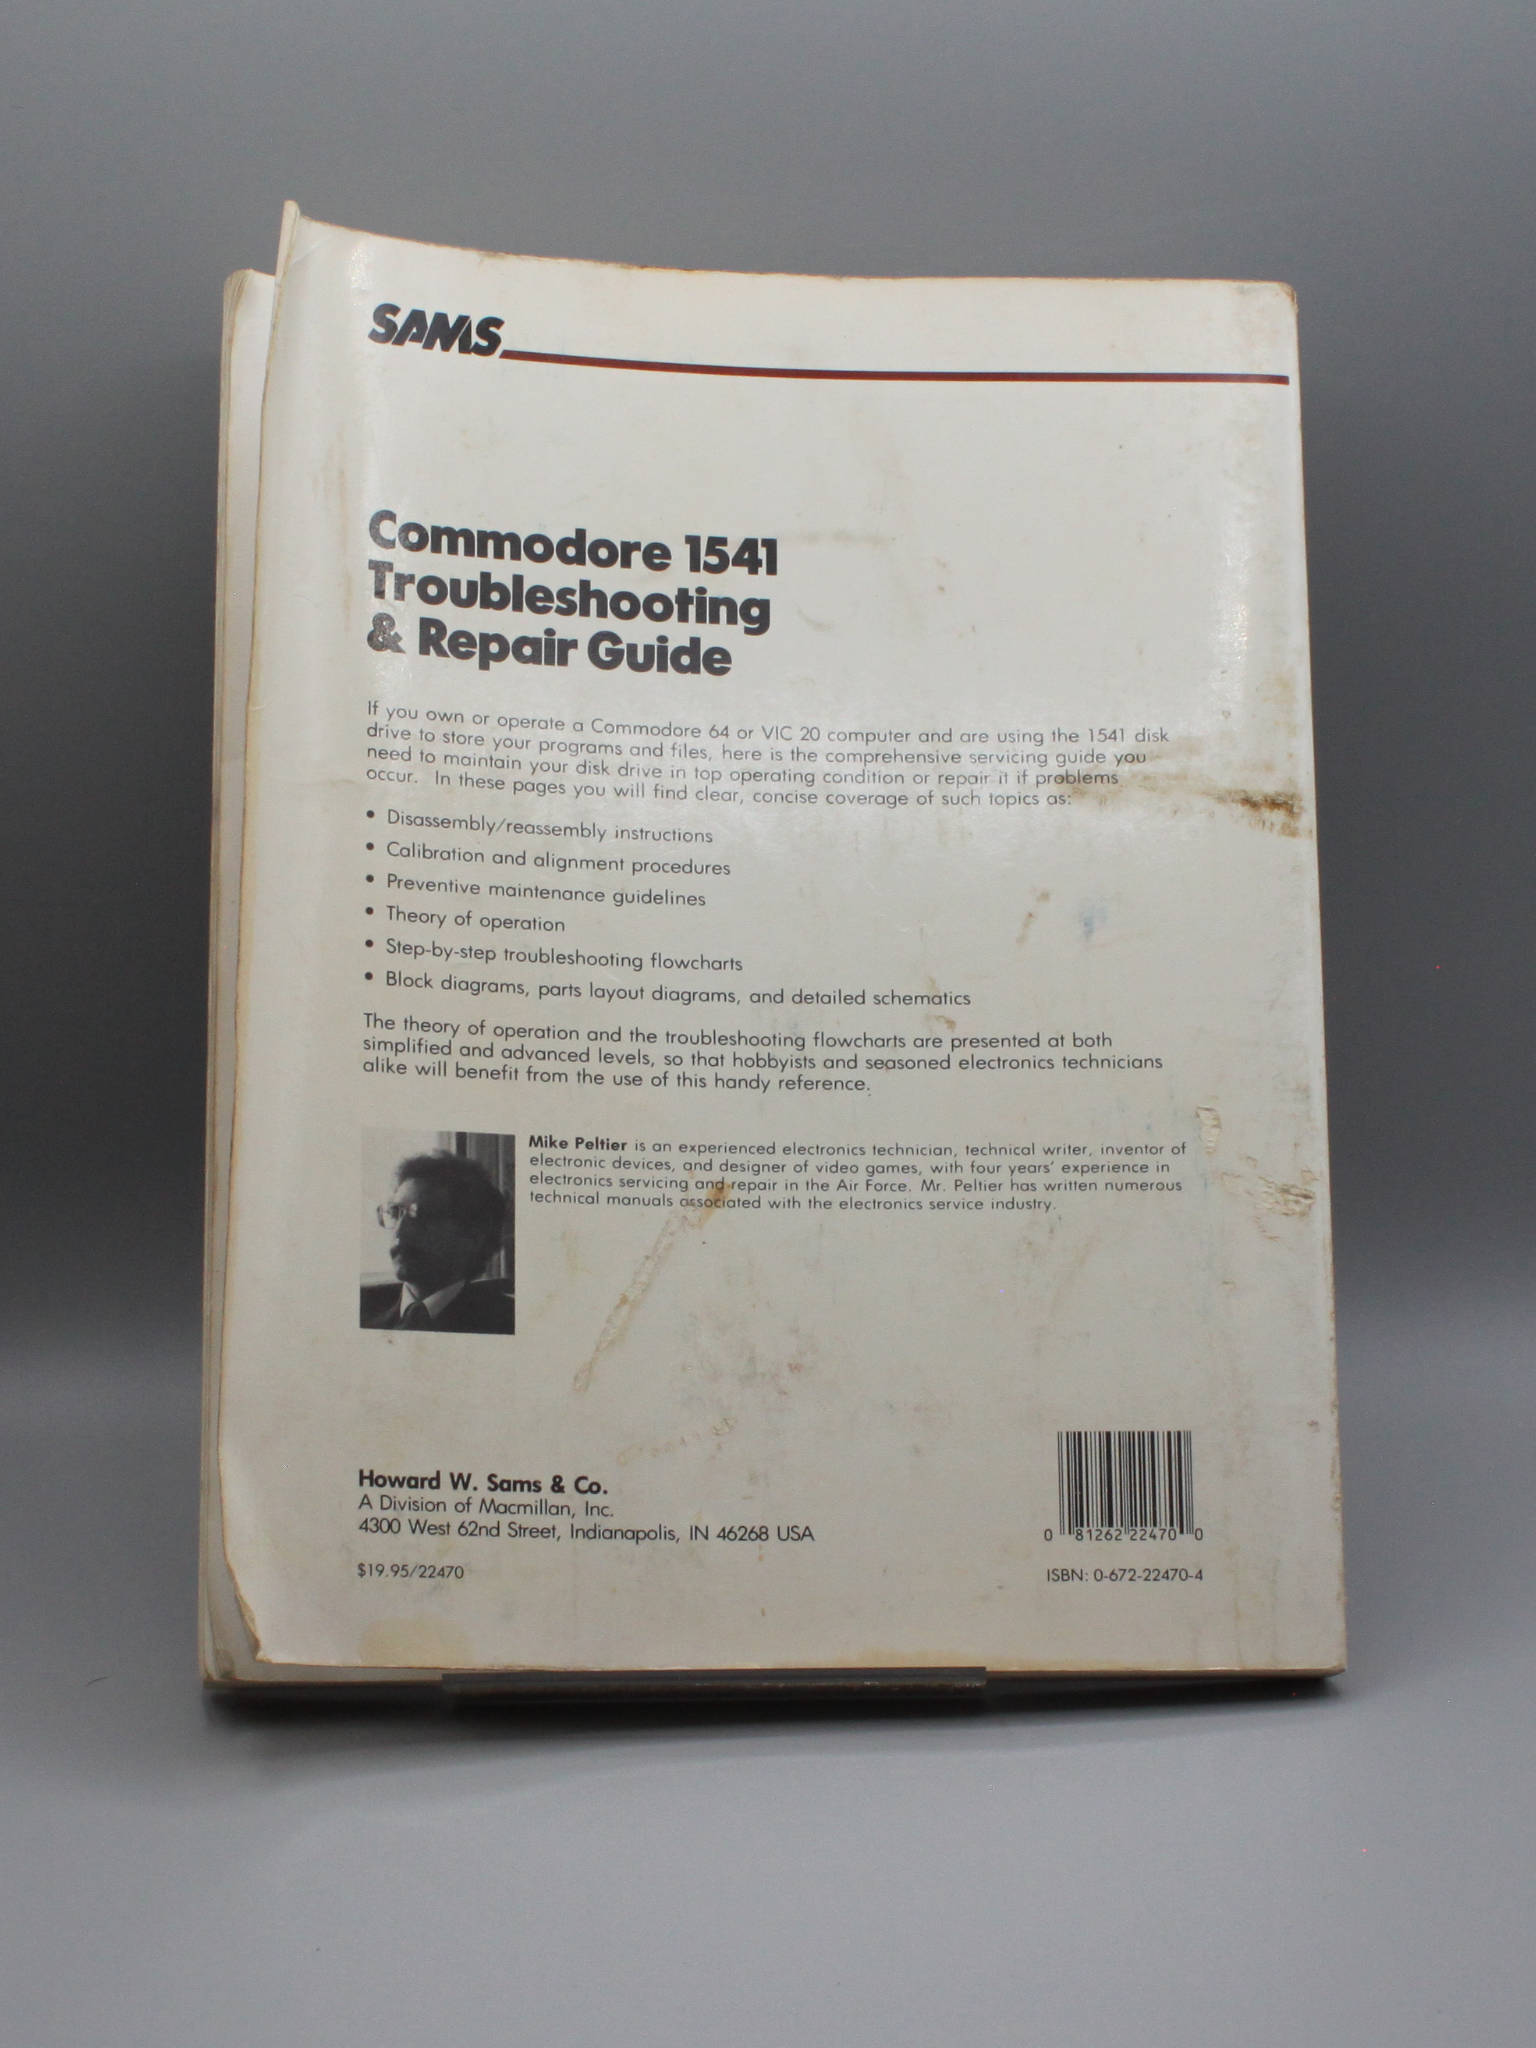 SAMS
Commodore 1541
Troubleshooting
& Repair Guide
If you own or operate a Commodore 64 or VIC 20 computer and are using the 1541 disk
drive to store your programs and files, here is the comprehensive servicing guide you
need to maintain your disk drive in top operating condition or repair it if problems
occur. In these pages you will find clear, concise coverage of such topics as:
• Disassembly/reassembly instructions
• Calibration and alignment procedures
• Preventive maintenance guidelines
• Theory of operation
• Step-by-step troubleshooting flowcharts
• Block diagrams, parts layout diagrams, and detailed schematics
The theory of operation and the troubleshooting flowcharts are presented at both
simplified and advanced levels, so that hobbyists and seasoned electronics technicians
alike will benefit from the use of this handy reference.
Mike Peltier is an experienced electronics technician, technical writer, inventor of
electronic devices, and designer of video games, with four years' experience in
electronics servicing and repair in the Air Force. Mr. Peltier has written numerous
technical manuals associated with the electronics service industry.
Howard W. Sams & Co.
A Division of Macmillan, Inc.
4300 West 62nd Street, Indianapolis, IN 46268 USA
$19.95/22470
0 81262 22470 0
ISBN: 0-672-22470-4